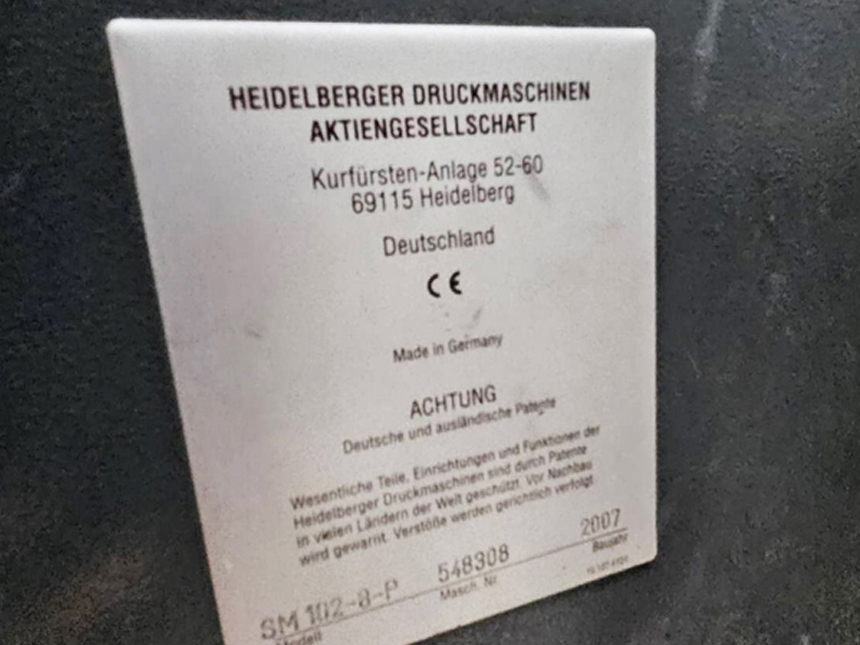 HEIDELBERGER DRUCKMASCHINEN
AKTIENGESELLSCHAFT
Kurfürsten-Anlage 52-60
69115 Heidelberg
Deutschland
CE
Made in Germany
ACHTUNG
Deutsche und ausländische Patente
Wesentliche Teile, Einrichtungen und Funktionen der
Heidelberger Druckmaschinen sind durch Patente
in vielen Ländern der Welt geschützt. Vor Nachbau
wird gewarnt. Verstöße werden gerichtlich verfolgt.
SM 102-8-P 548308 2007
Modell Masch. Nr. Baujahr